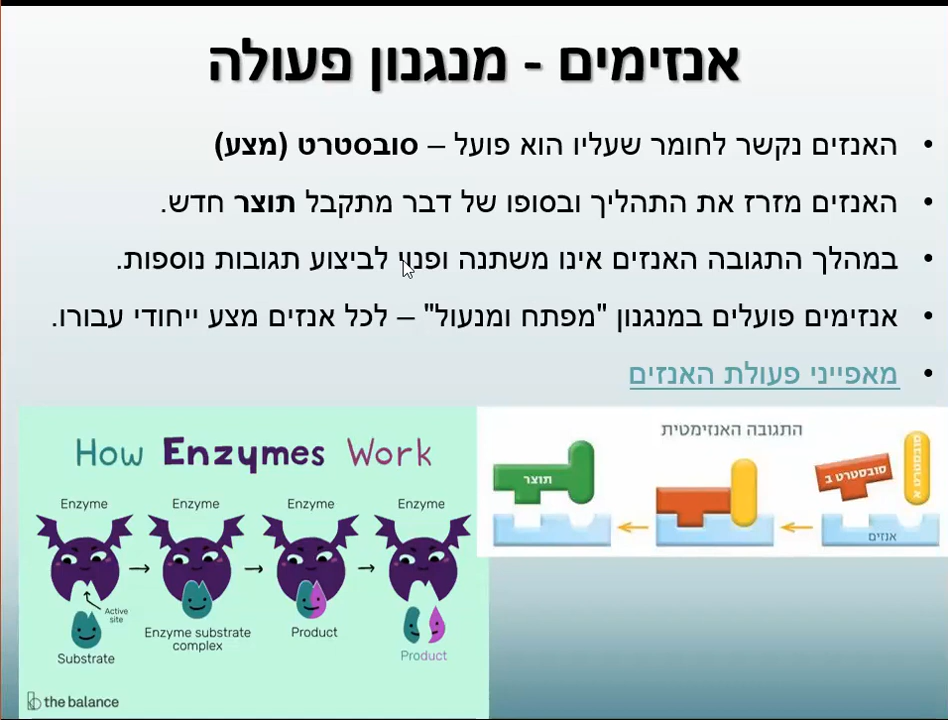 אנזימים - מנגנון פעולה
• האנזים נקשר לחומר שעליו הוא פועל – סובסטרט (מצע)
• האנזים מזרז את התהליך ובסופו של דבר מתקבל תוצר חדש.
• במהלך התגובה האנזים אינו משתנה ופנוי לביצוע תגובות נוספות.
• אנזימים פועלים במנגנון "מפתח ומנעול" – לכל אנזים מצע ייחודי עבורו.
• מאפייני פעולת האנזים
התגובה האנזימטית
סובסטרט א
סובסטרט ב
תוצר
אנזים
How Enzymes Work
Enzyme Enzyme Enzyme Enzyme
Active
site
Substrate
Enzyme substrate
complex
Product
Product
the balance